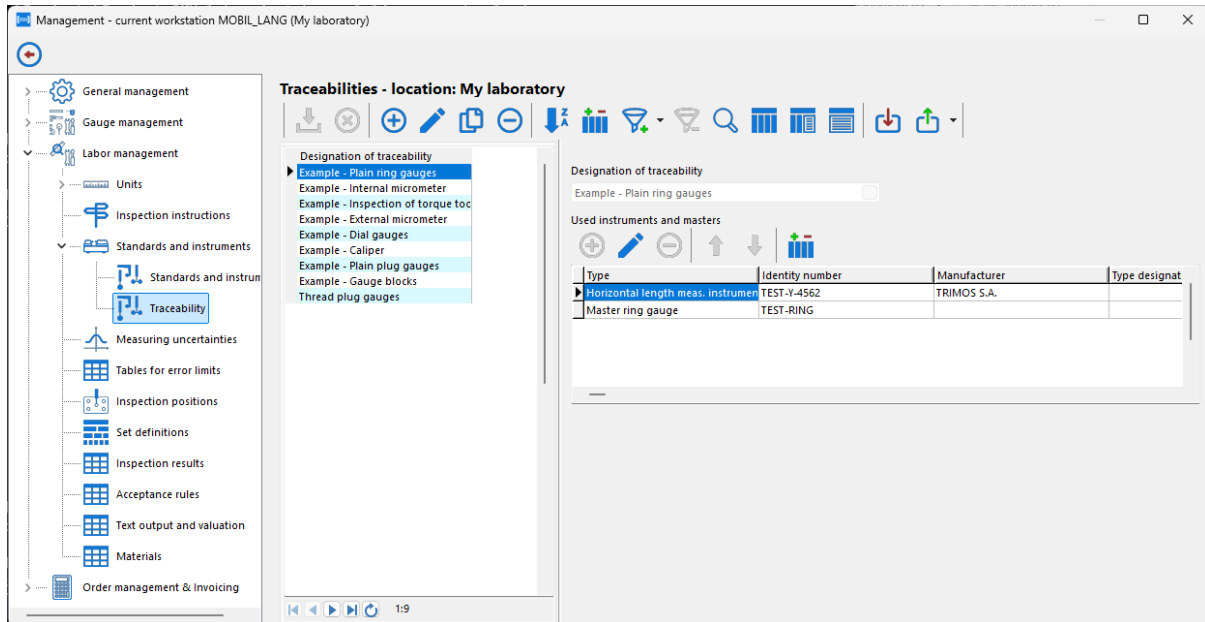 Management - current workstation MOBIL_LANG (My laboratory)
General management
Gauge management
Labor management
Units
Inspection instructions
Standards and instruments
Standards and instrum
Traceability
Measuring uncertainties
Tables for error limits
Inspection positions
Set definitions
Inspection results
Acceptance rules
Text output and valuation
Materials
Order management & Invoicing
Traceabilities - location: My laboratory
Designation of traceability
Example - Plain ring gauges
Example - Internal micrometer
Example - Inspection of torque toc
Example - External micrometer
Example - Dial gauges
Example - Caliper
Example - Plain plug gauges
Example - Gauge blocks
Thread plug gauges
1:9
Designation of traceability
Example - Plain ring gauges
Used instruments and masters
Type Identity number Manufacturer Type designat
Horizontal length meas. instrumen TEST-Y-4562 TRIMOS S.A.
Master ring gauge TEST-RING